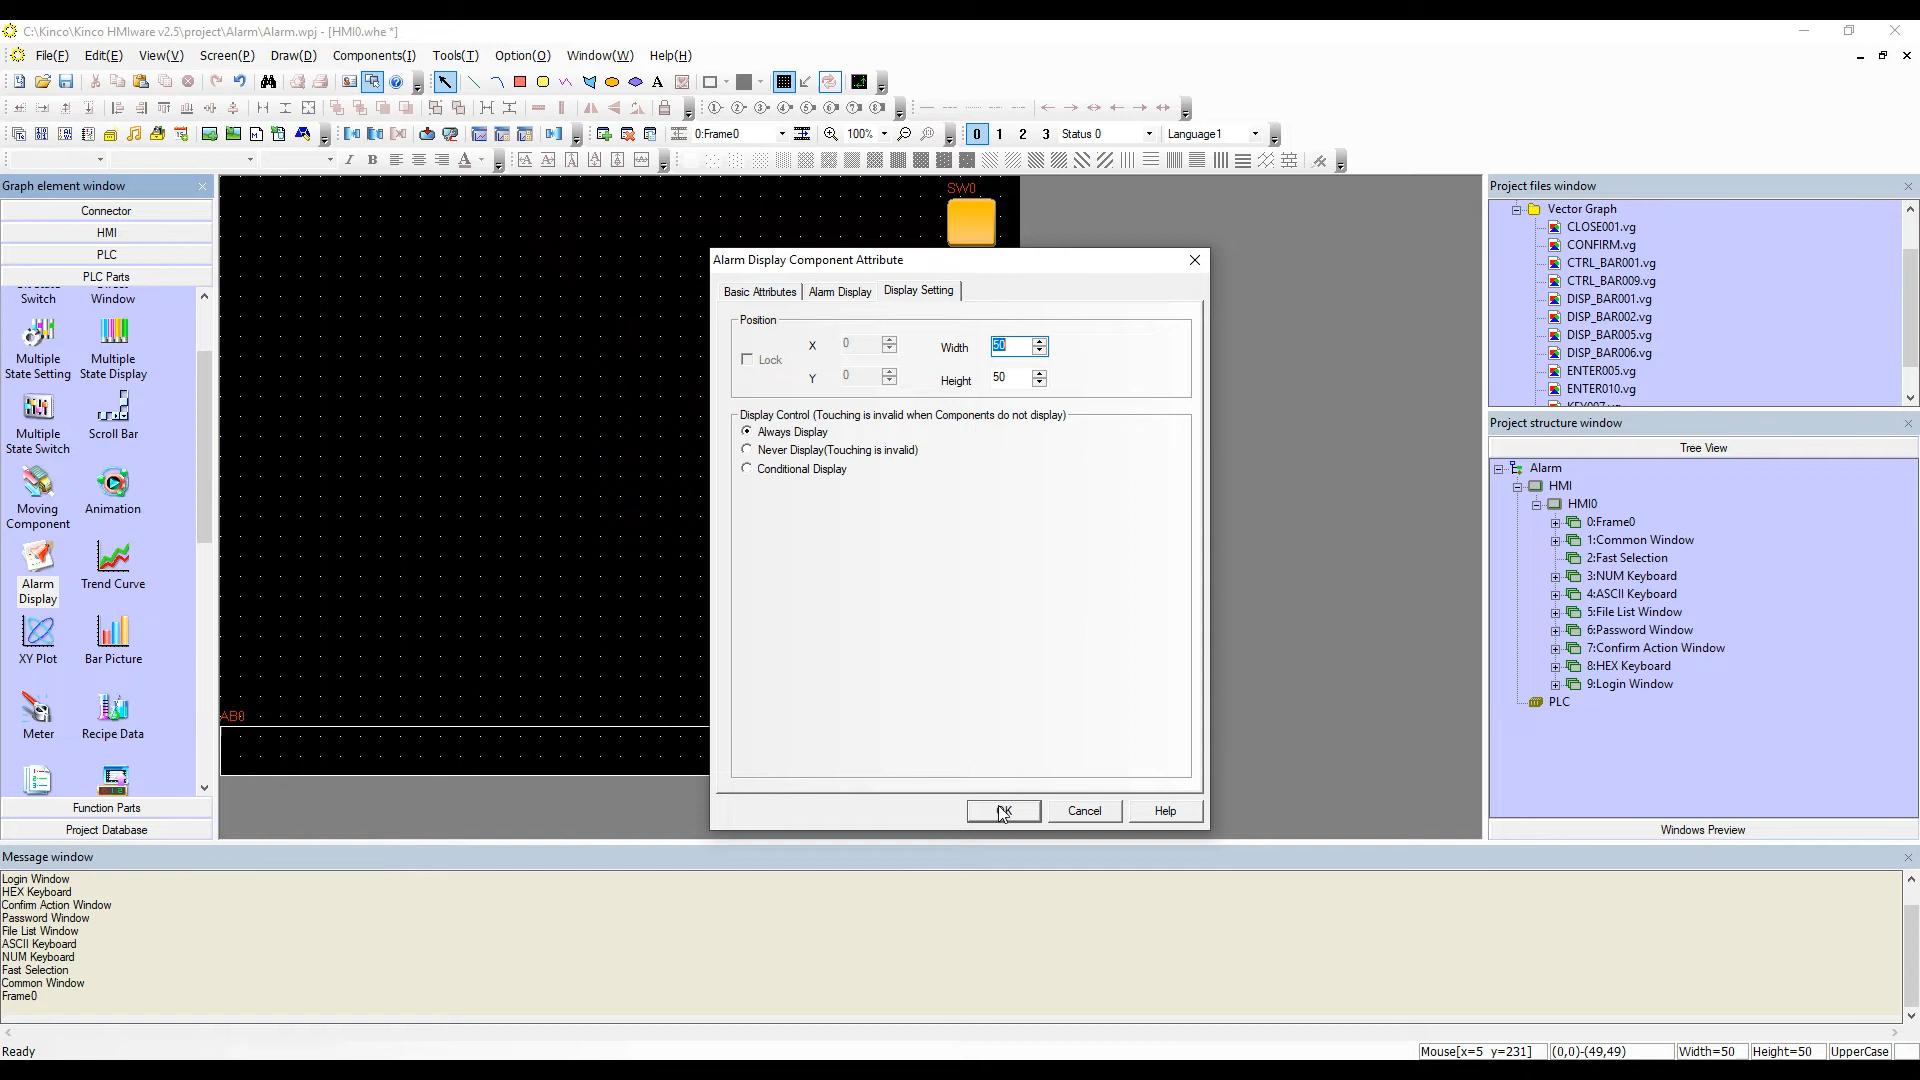 C:\Kinco\Kinco HMIware v2.5\project\Alarm\Alarm.wpj - [HMI0.whe *]
File(F) Edit(E) View(V) Screen(P) Draw(D) Components(I) Tools(T) Option(O) Window(W) Help(H)
0:Frame0 100% 0 1 2 3 Status 0 Language1
Graph element window
Connector
HMI
PLC
PLC Parts
Switch
Window
Multiple State Setting
Multiple State Display
Multiple State Switch
Scroll Bar
Moving Component
Animation
Alarm Display
Trend Curve
XY Plot
Bar Picture
Meter
Recipe Data
Function Parts
Project Database
SW0
AB0
Alarm Display Component Attribute
Basic Attributes Alarm Display Display Setting
Position
Lock
X 0 Width 50
Y 0 Height 50
Display Control (Touching is invalid when Components do not display)
Always Display
Never Display(Touching is invalid)
Conditional Display
Cancel Help
Project files window
Vector Graph
CLOSE001.vg
CONFIRM.vg
CTRL_BAR001.vg
CTRL_BAR009.vg
DISP_BAR001.vg
DISP_BAR002.vg
DISP_BAR005.vg
DISP_BAR006.vg
ENTER005.vg
ENTER010.vg
Project structure window
Tree View
Alarm
HMI
HMI0
0:Frame0
1:Common Window
2:Fast Selection
3:NUM Keyboard
4:ASCII Keyboard
5:File List Window
6:Password Window
7:Confirm Action Window
8:HEX Keyboard
9:Login Window
PLC
Windows Preview
Message window
Login Window
HEX Keyboard
Confirm Action Window
Password Window
File List Window
ASCII Keyboard
NUM Keyboard
Fast Selection
Common Window
Frame0
Ready Mouse[x=5 y=231] (0,0)-(49,49) Width=50 Height=50 UpperCase